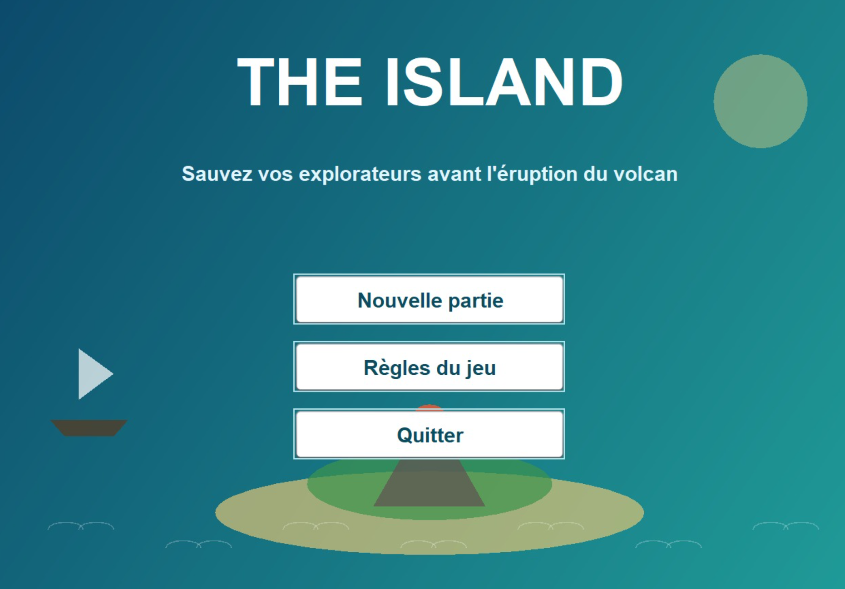 THE ISLAND
Sauvez vos explorateurs avant l'éruption du volcan
Nouvelle partie
Règles du jeu
Quitter